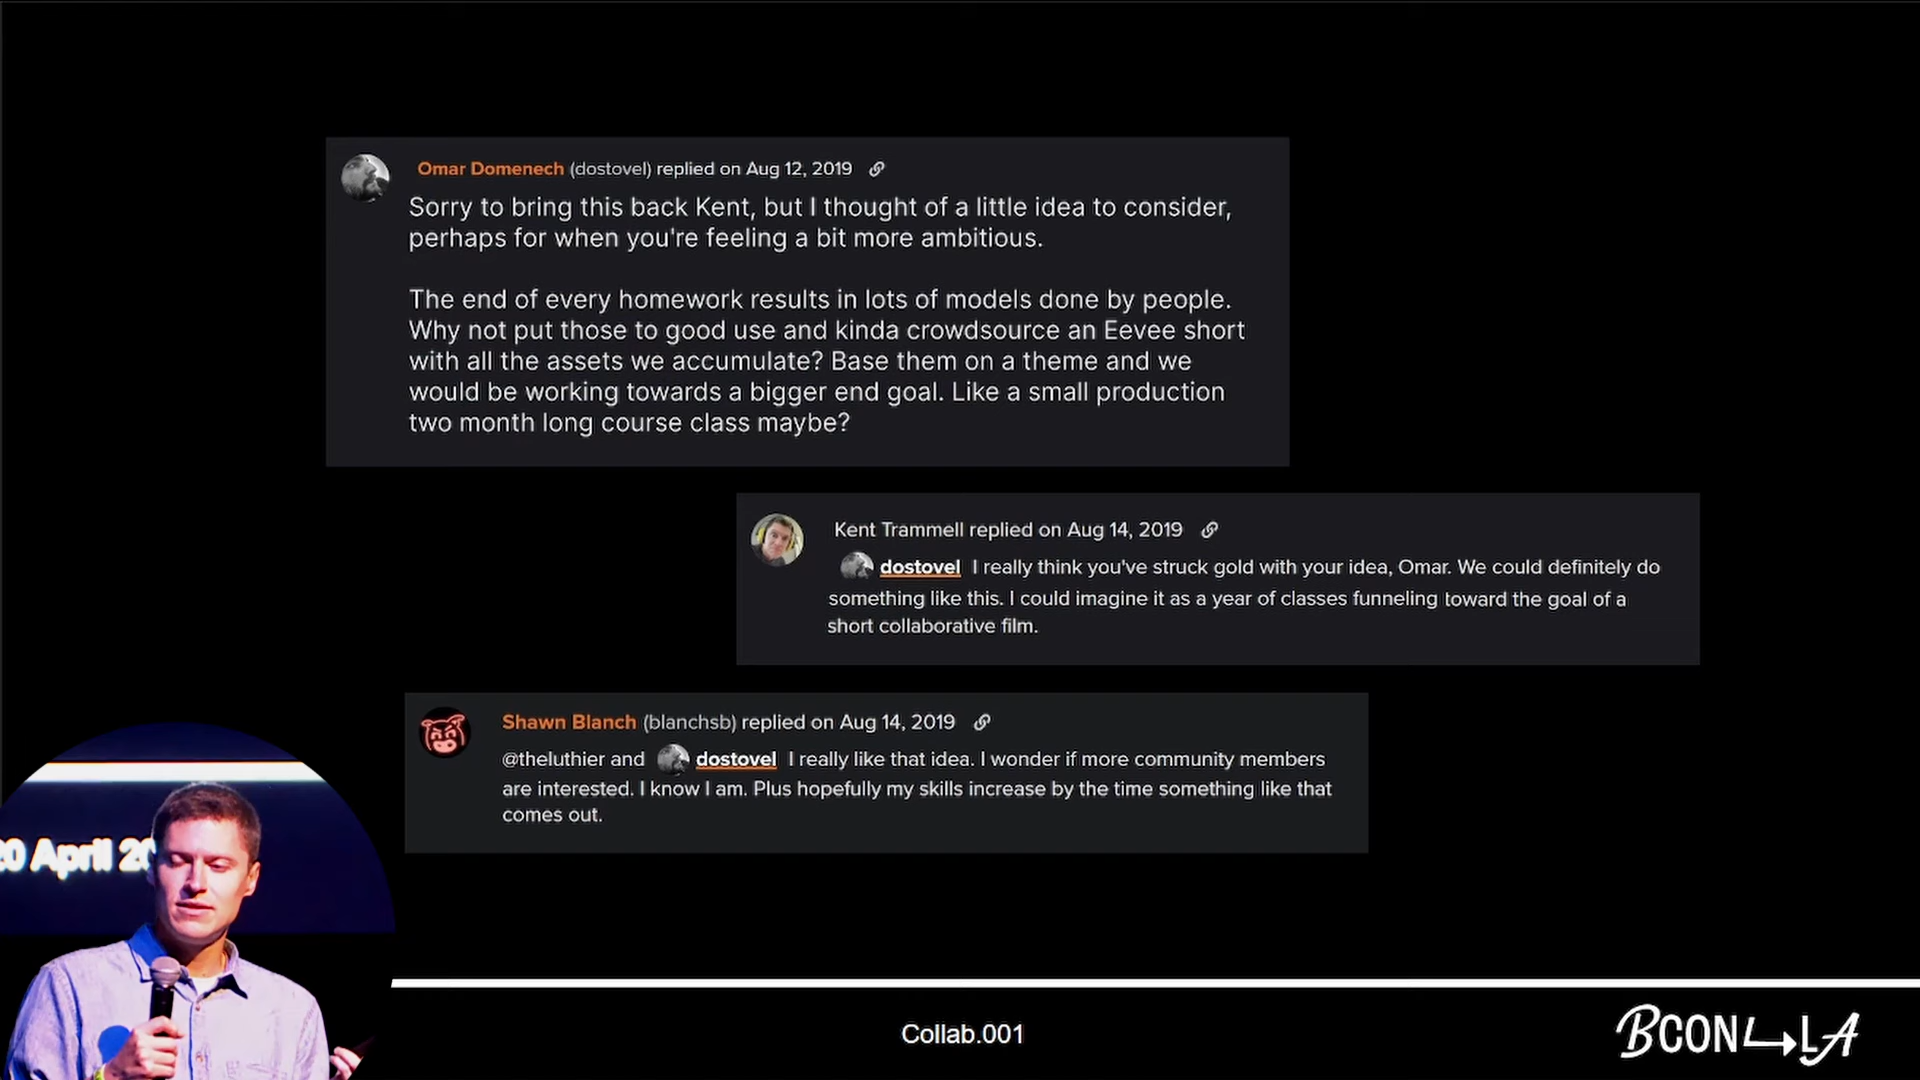 Omar Domenech (dostovel) replied on Aug 12, 2019
Sorry to bring this back Kent, but I thought of a little idea to consider,
perhaps for when you're feeling a bit more ambitious.
The end of every homework results in lots of models done by people.
Why not put those to good use and kinda crowdsource an Eevee short
with all the assets we accumulate? Base them on a theme and we
would be working towards a bigger end goal. Like a small production
two month long course class maybe?
Kent Trammell replied on Aug 14, 2019
dostovel I really think you've struck gold with your idea, Omar. We could definitely do
something like this. I could imagine it as a year of classes funneling toward the goal of a
short collaborative film.
Shawn Blanch (blanchsb) replied on Aug 14, 2019
@theluthier and dostovel I really like that idea. I wonder if more community members
are interested. I know I am. Plus hopefully my skills increase by the time something like that
comes out.
20 April 20
Collab.001
BCON LA